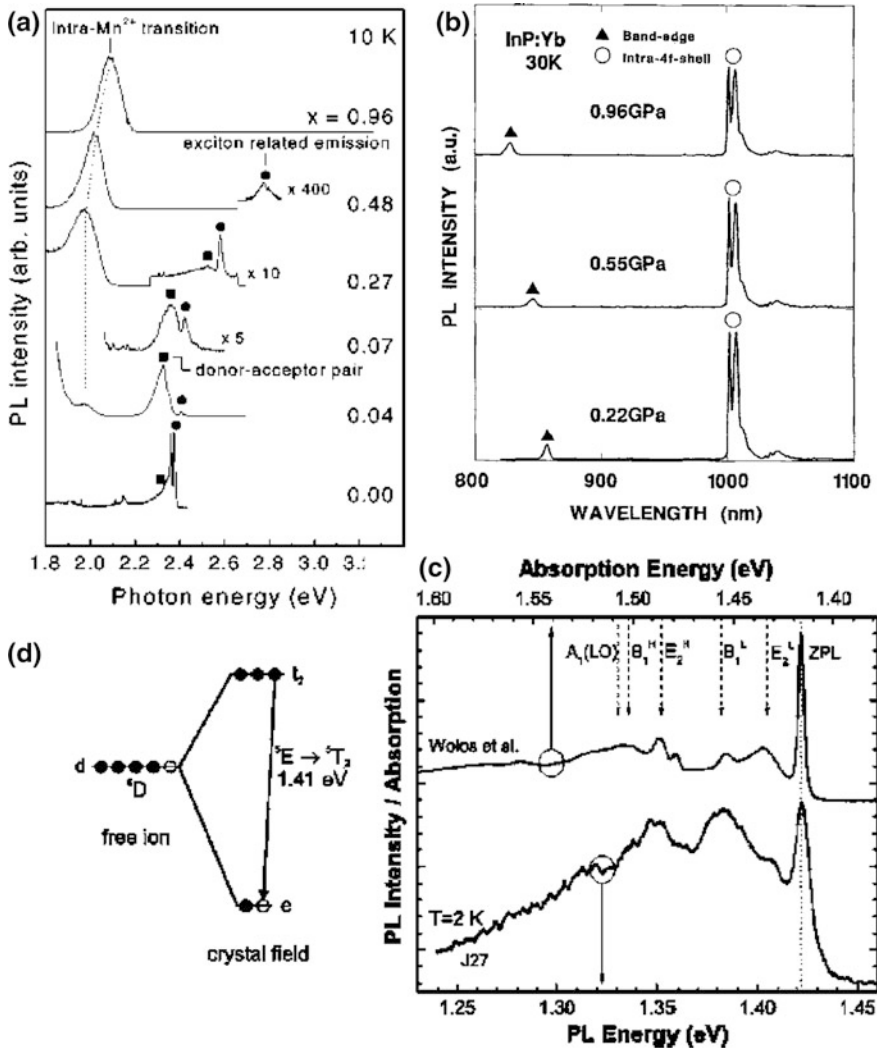 (a)
Intra-Mn²⁺ transition
10 K
x = 0.96
exciton related emission
x 400
0.48
x 10
0.27
x 5
0.07
donor-acceptor pair
0.04
0.00
PL intensity (arb. units)
1.8 2.0 2.2 2.4 2.6 2.8 3.0
Photon energy (eV)
(b)
InP:Yb
30K
▲ Band-edge
○ Intra-4f-shell
0.96GPa
0.55GPa
0.22GPa
PL INTENSITY (a.u.)
800 900 1000 1100
WAVELENGTH (nm)
(c)
Absorption Energy (eV)
1.60 1.55 1.50 1.45 1.40
A₁(LO) B₁ᴴ E₂ᴴ B₁ᴸ E₂ᴸ ZPL
Wolos et al.
T=2 K
J27
PL Intensity / Absorption
1.25 1.30 1.35 1.40 1.45
PL Energy (eV)
(d)
t₂
d
free ion
⁵E → ⁵T₂
1.41 eV
e
crystal field